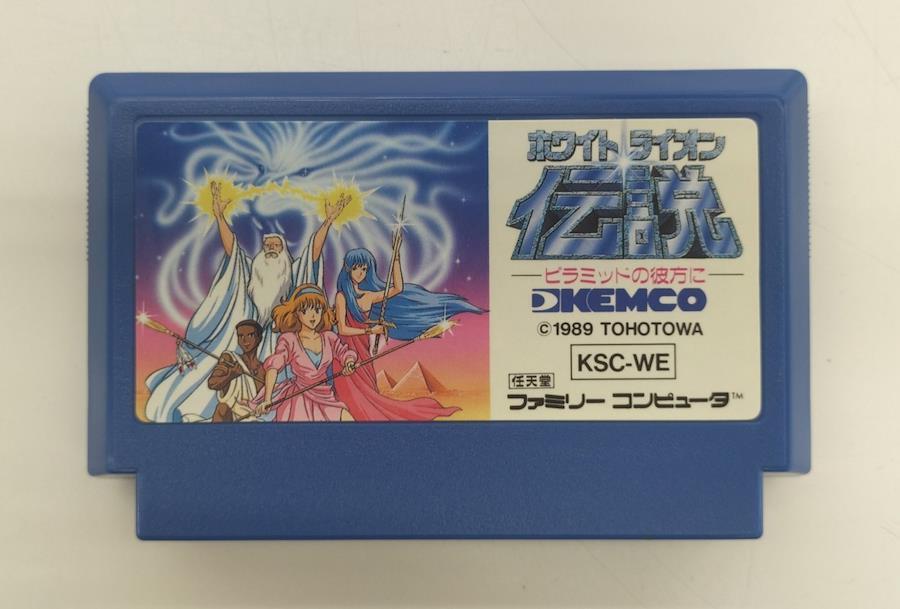 ホワイトライオン
伝説
ピラミッドの彼方に
KEMCO
©1989 TOHOTOWA
KSC-WE
任天堂
ファミリー コンピュータ™